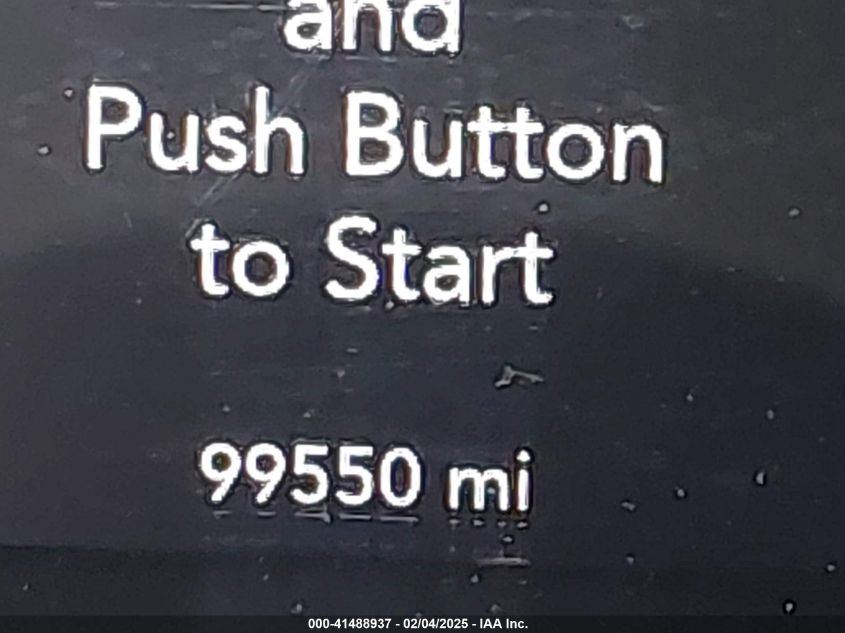 and
Push Button
to Start
99550 mi
000-41488937 - 02/04/2025 - IAA Inc.